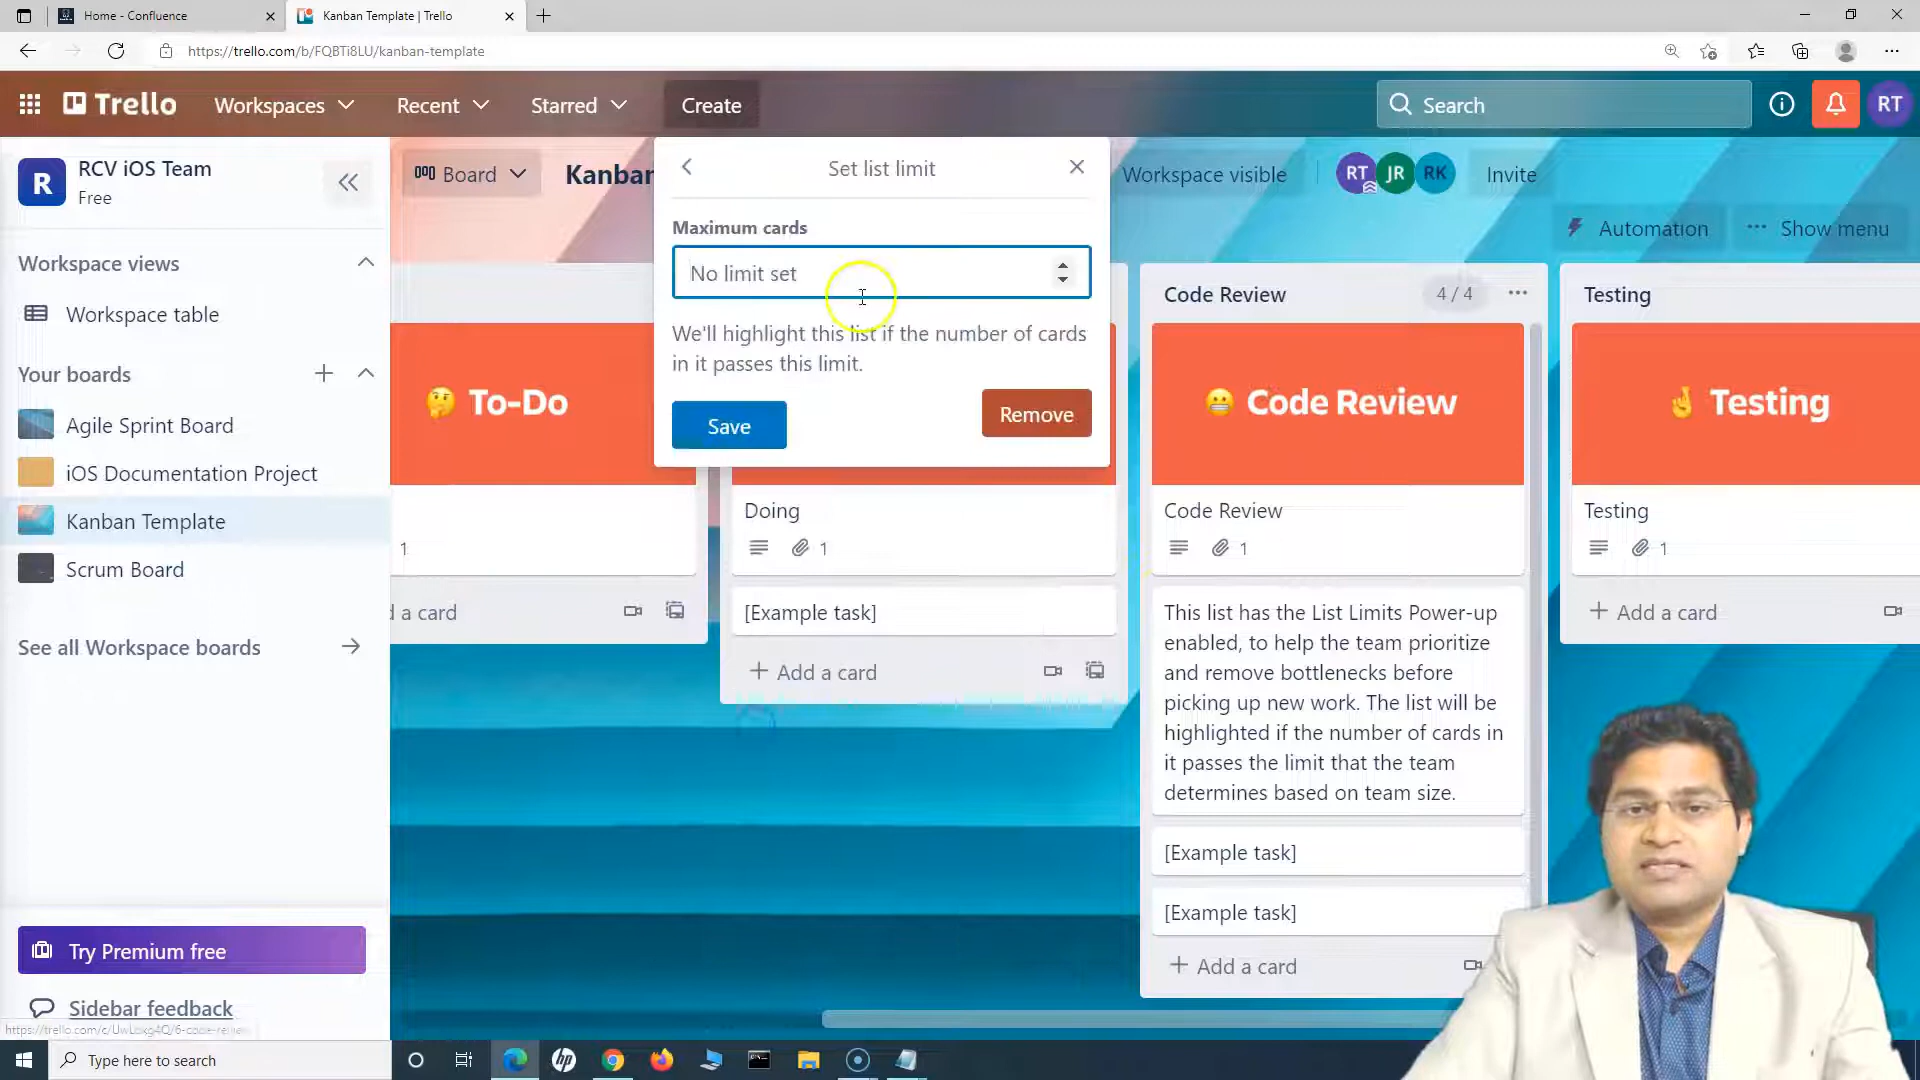 Home - Confluence
Kanban Template | Trello
https://trello.com/b/FQBTi8LU/kanban-template
Trello
Workspaces
Recent
Starred
Create
Search
RT
R
RCV iOS Team
Free
Board
Kanban
Set list limit
Workspace visible
RT
JR
RK
Invite
Automation
Show menu
Maximum cards
No limit set
We'll highlight this list if the number of cards
in it passes this limit.
Save
Remove
Workspace views
Workspace table
Your boards
Agile Sprint Board
iOS Documentation Project
Kanban Template
Scrum Board
See all Workspace boards
Try Premium free
Sidebar feedback
To-Do
1
d a card
Doing
1
[Example task]
Add a card
Code Review
4 / 4
Code Review
Code Review
1
This list has the List Limits Power-up
enabled, to help the team prioritize
and remove bottlenecks before
picking up new work. The list will be
highlighted if the number of cards in
it passes the limit that the team
determines based on team size.
[Example task]
[Example task]
Add a card
Testing
Testing
Testing
1
Add a card
Type here to search
hp